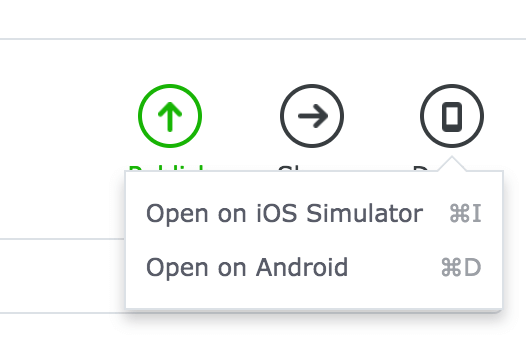 Open on iOS Simulator ⌘I
Open on Android ⌘D